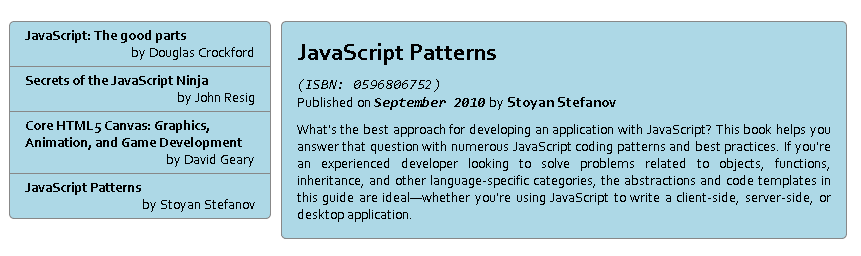 JavaScript: The good parts
by Douglas Crockford
Secrets of the JavaScript Ninja
by John Resig
Core HTML5 Canvas: Graphics,
Animation, and Game Development
by David Geary
JavaScript Patterns
by Stoyan Stefanov
JavaScript Patterns
(ISBN: 0596806752)
Published on September 2010 by Stoyan Stefanov
What's the best approach for developing an application with JavaScript? This book helps you
answer that question with numerous JavaScript coding patterns and best practices. If you're
an experienced developer looking to solve problems related to objects, functions,
inheritance, and other language-specific categories, the abstractions and code templates in
this guide are ideal—whether you're using JavaScript to write a client-side, server-side, or
desktop application.